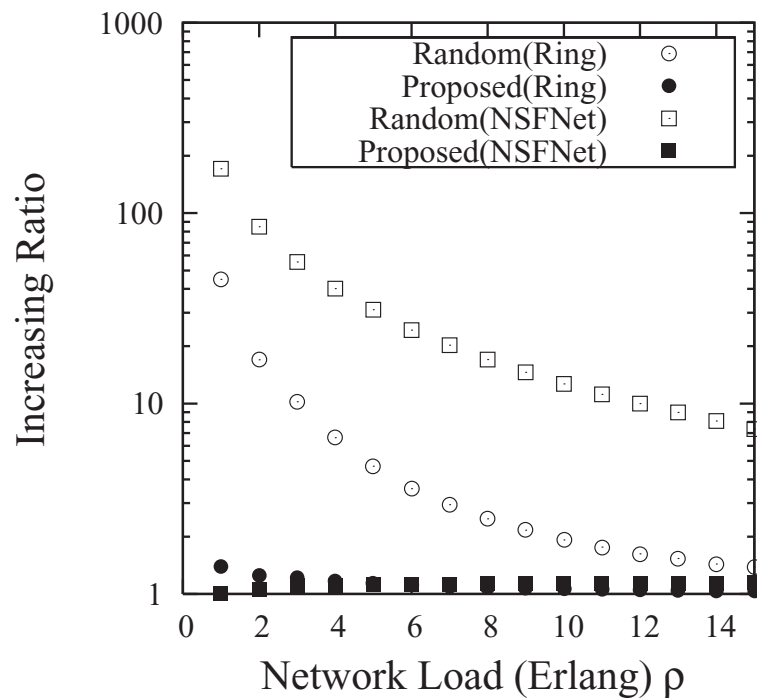 1000
100
10
1
Increasing Ratio
Random(Ring)
Proposed(Ring)
Random(NSFNet)
Proposed(NSFNet)
0 2 4 6 8 10 12 14
Network Load (Erlang) ρ